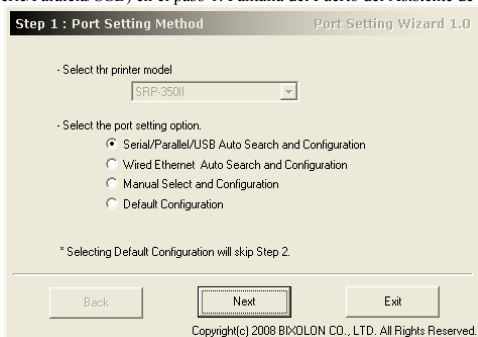 Step 1 : Port Setting Method Port Setting Wizard 1.0
- Select thr printer model
SRP-350II
- Select the port setting option.
Serial/Parallel/USB Auto Search and Configuration
Wired Ethernet Auto Search and Configuration
Manual Select and Configuration
Default Configuration
* Selecting Default Configuration will skip Step 2.
Back Next Exit
Copyright(c) 2008 BIXOLON CO., LTD. All Rights Reserved.